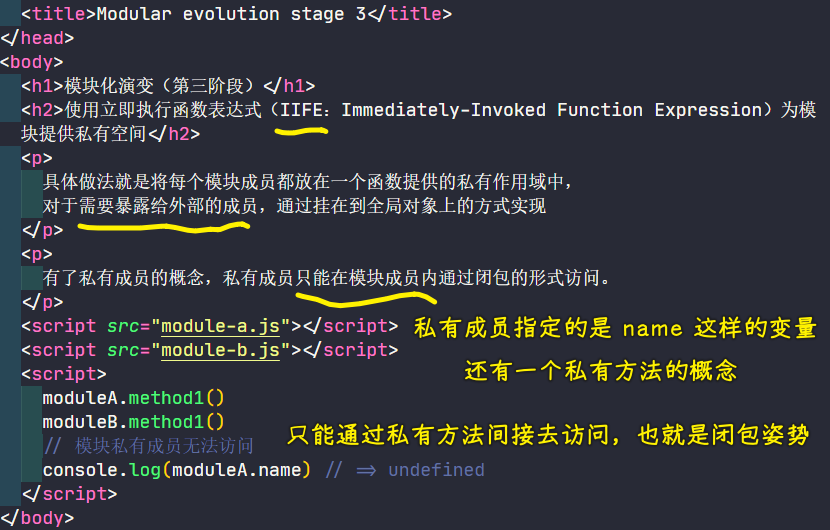 <title>Modular evolution stage 3</title>
</head>
<body>
<h1>模块化演变（第三阶段）</h1>
<h2>使用立即执行函数表达式（IIFE：Immediately-Invoked Function Expression）为模
块提供私有空间</h2>
<p>
具体做法就是将每个模块成员都放在一个函数提供的私有作用域中，
对于需要暴露给外部的成员，通过挂在到全局对象上的方式实现
</p>
<p>
有了私有成员的概念，私有成员只能在模块成员内通过闭包的形式访问。
</p>
<script src="module-a.js"></script> 私有成员指定的是 name 这样的变量
<script src="module-b.js"></script>
还有一个私有方法的概念
<script>
moduleA.method1()
moduleB.method1()
// 模块私有成员无法访问
只能通过私有方法间接去访问，也就是闭包姿势
console.log(moduleA.name) // => undefined
</script>
</body>